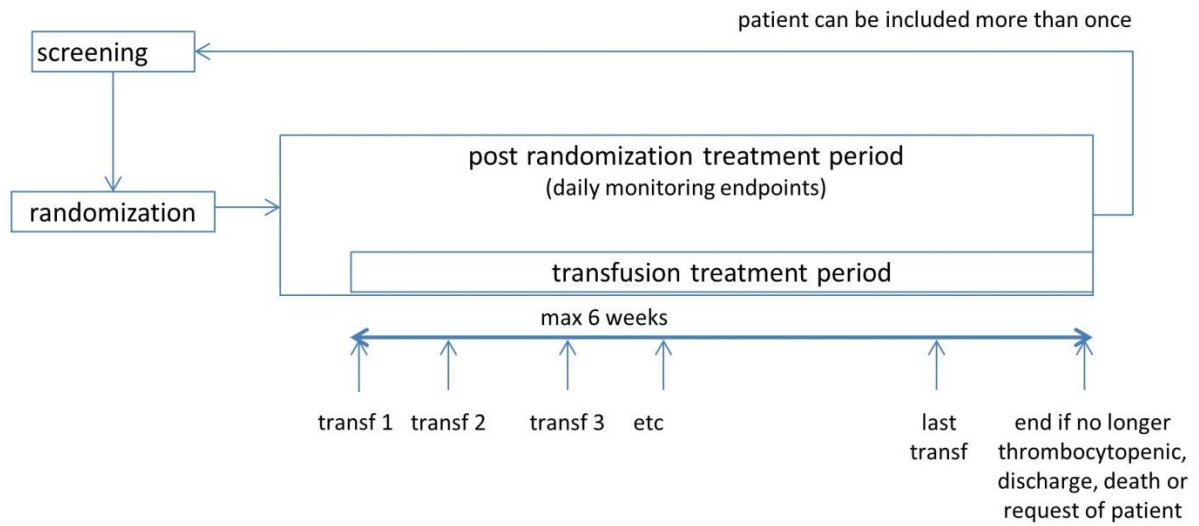 patient can be included more than once
screening
post randomization treatment period
(daily monitoring endpoints)
randomization
transfusion treatment period
max 6 weeks
transf 1
transf 2
transf 3
etc
last
transf
end if no longer
thrombocytopenic,
discharge, death or
request of patient